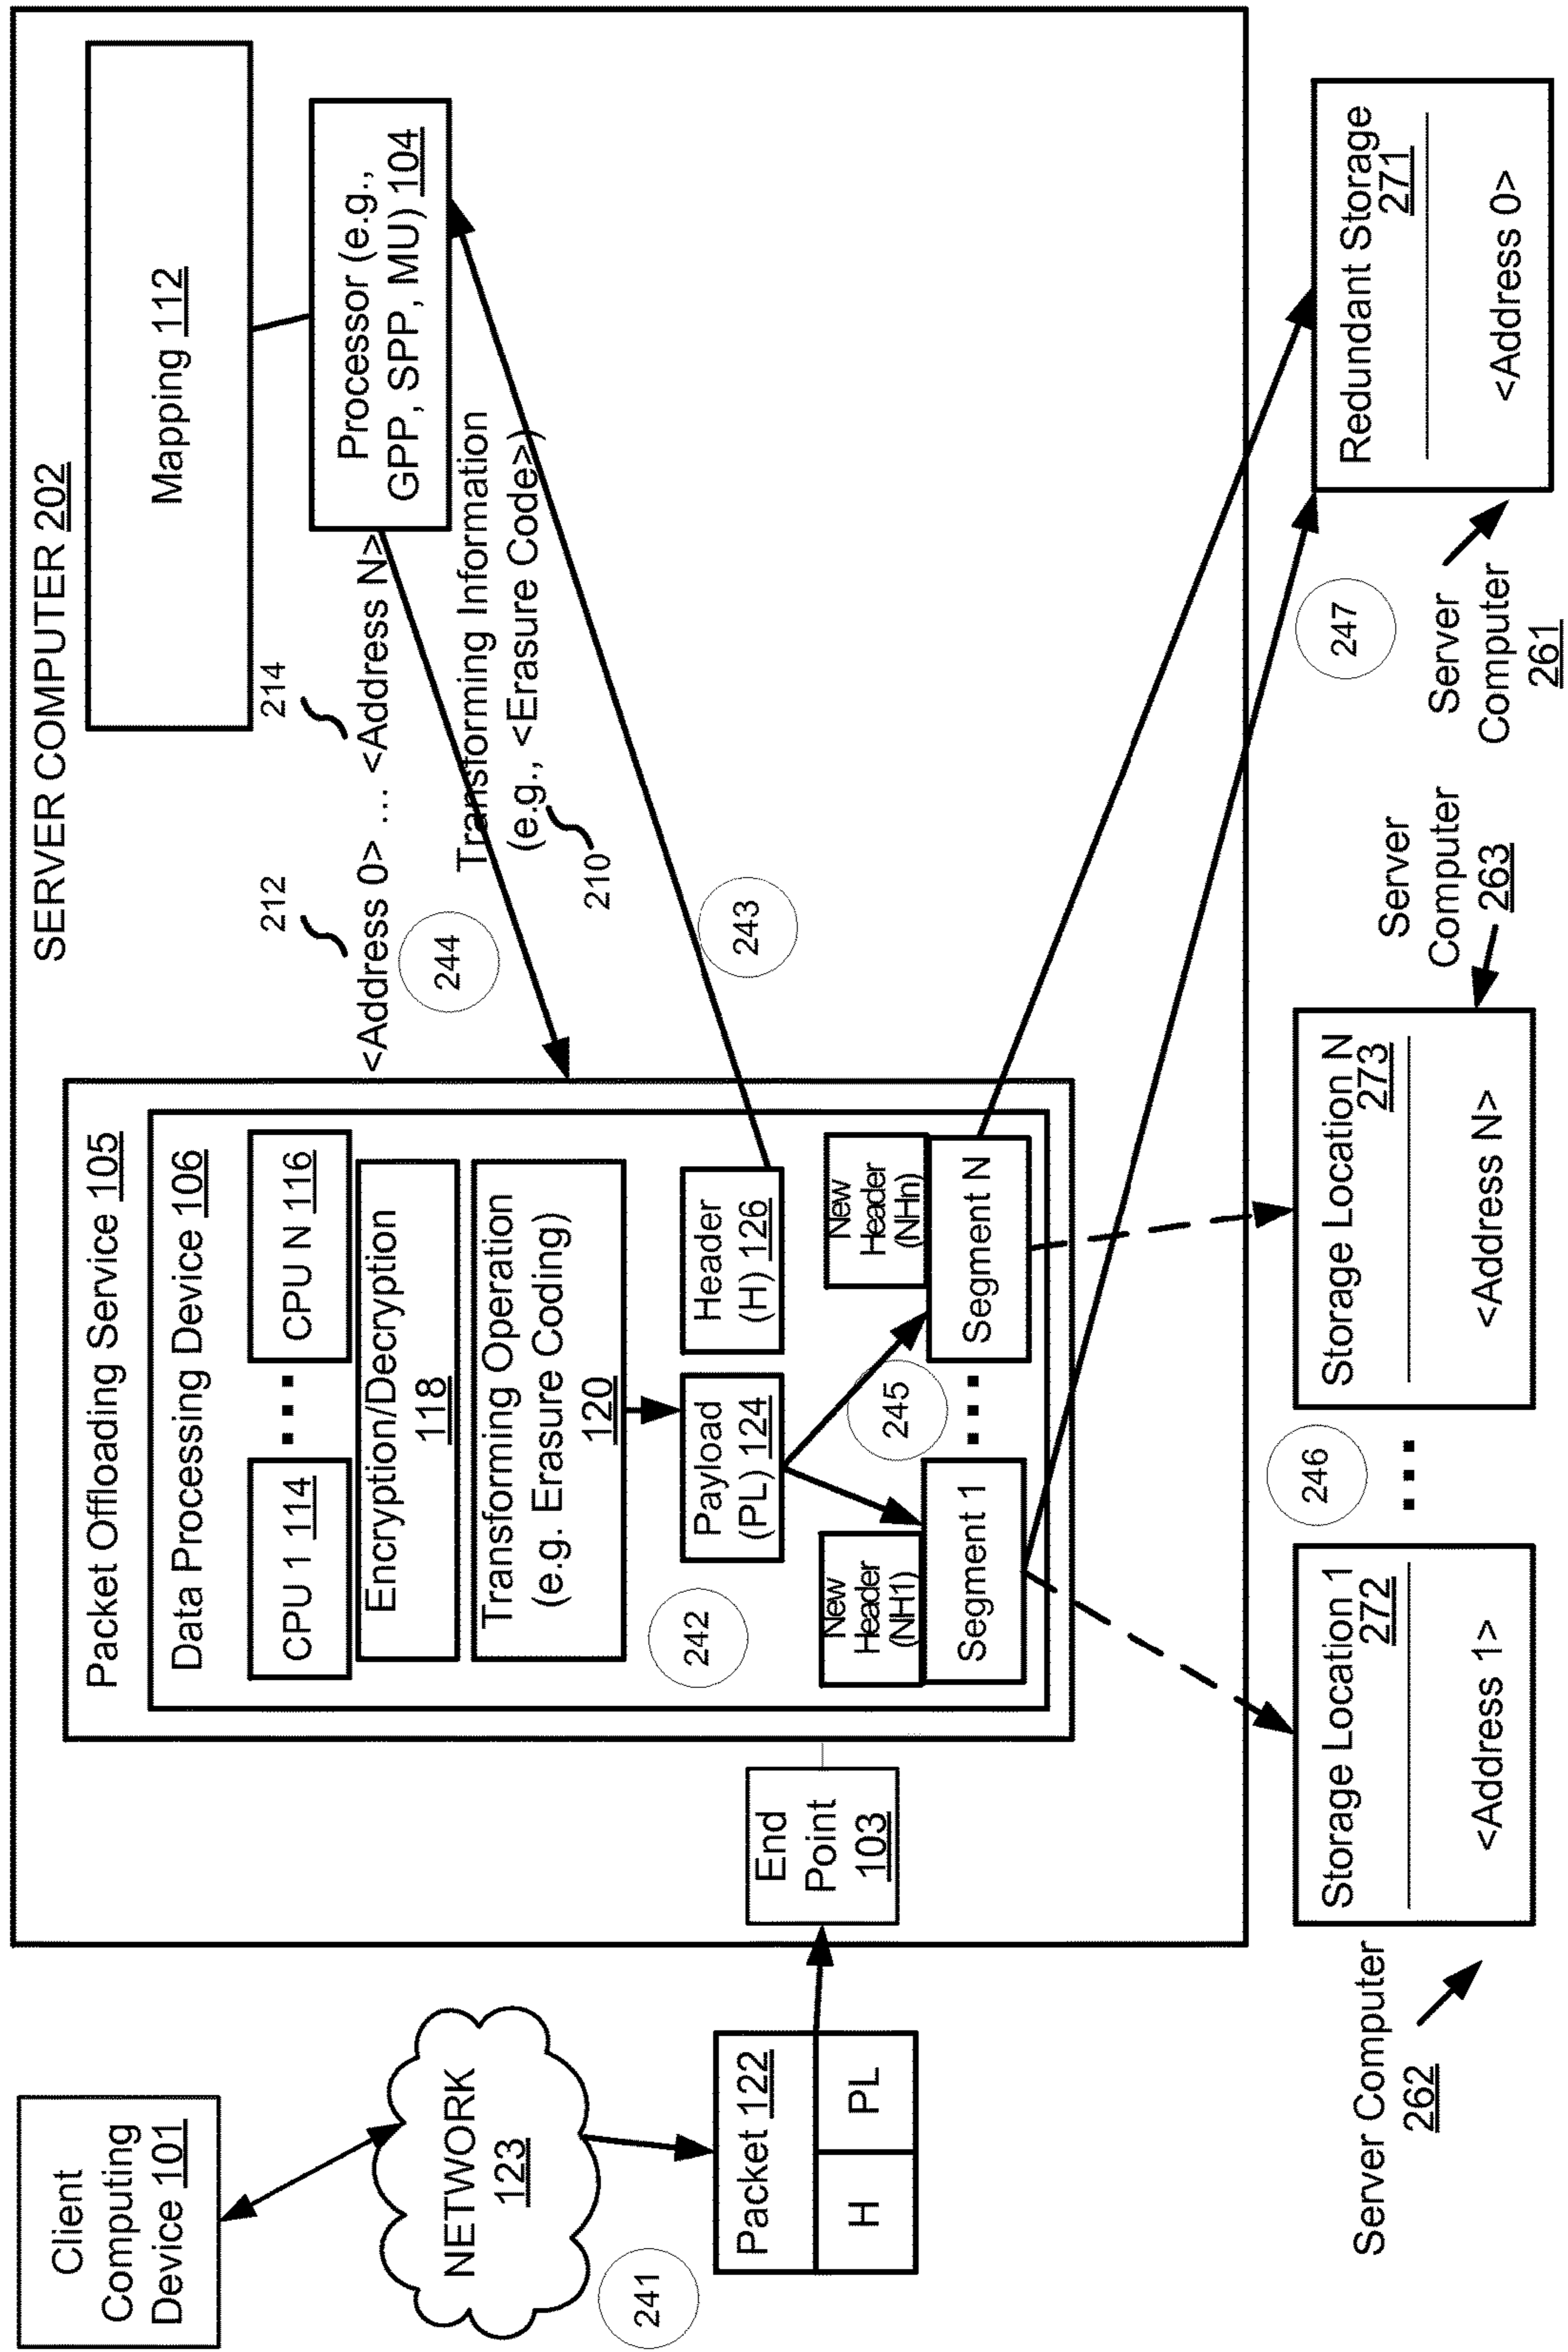 SERVER COMPUTER 202
Client
Computing
Device 101
NETWORK
123
241
Packet 122
H
PL
End
Point
103
Packet Offloading Service 105
Data Processing Device 106
CPU 1 114
CPU N 116
Encryption/Decryption
118
Transforming Operation
(e.g. Erasure Coding)
120
242
Payload
(PL) 124
Header
(H) 126
245
New
Header
(NH1)
Segment 1
New
Header
(NHn)
Segment N
Mapping 112
Processor (e.g.,
GPP, SPP, MU) 104
212
214
<Address 0> ... <Address N>
244
Transforming Information
(e.g., <Erasure Code>)
210
243
246
247
Storage Location 1
272
<Address 1>
Server Computer
262
Storage Location N
273
<Address N>
Server
Computer
263
Redundant Storage
271
<Address 0>
Server
Computer
261